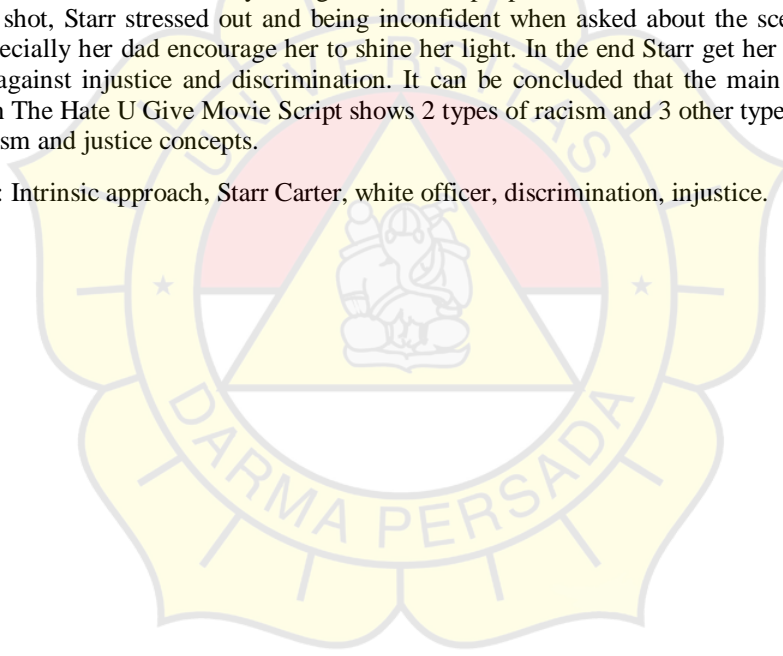 shot, Starr stressed out and being inconfident when asked about the sce
ecially her dad encourage her to shine her light. In the end Starr get her
against injustice and discrimination. It can be concluded that the main
n The Hate U Give Movie Script shows 2 types of racism and 3 other type
sm and justice concepts.
: Intrinsic approach, Starr Carter, white officer, discrimination, injustice.
UNIVERSITAS
DARMA PERSADA